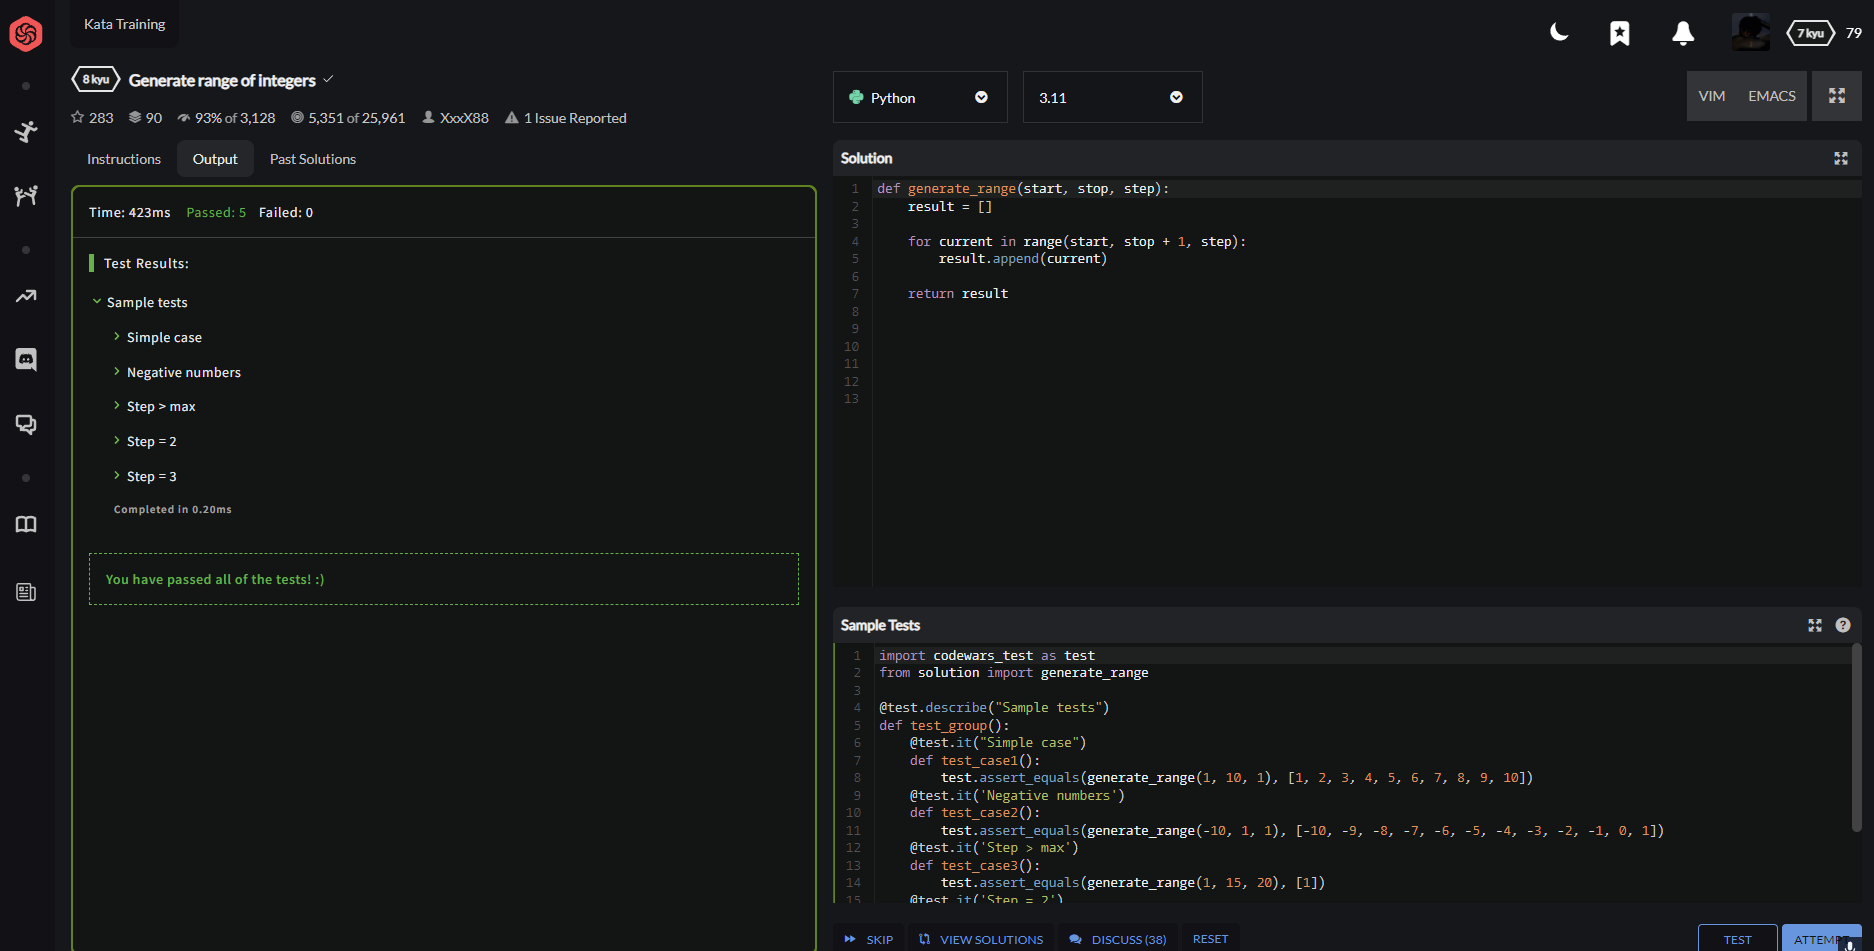 Kata Training
7 kyu 79
8 kyu Generate range of integers
283 90 93% of 3,128 5,351 of 25,961 XxxX88 1 Issue Reported
Instructions Output Past Solutions
Time: 423ms Passed: 5 Failed: 0
Test Results:
Sample tests
Simple case
Negative numbers
Step > max
Step = 2
Step = 3
Completed in 0.20ms
You have passed all of the tests! :)
Python 3.11 VIM EMACS
Solution
1 def generate_range(start, stop, step):
2     result = []
3
4     for current in range(start, stop + 1, step):
5         result.append(current)
6
7     return result
8
9
10
11
12
13
Sample Tests
1 import codewars_test as test
2 from solution import generate_range
3
4 @test.describe("Sample tests")
5 def test_group():
6     @test.it("Simple case")
7     def test_case1():
8         test.assert_equals(generate_range(1, 10, 1), [1, 2, 3, 4, 5, 6, 7, 8, 9, 10])
9     @test.it('Negative numbers')
10     def test_case2():
11         test.assert_equals(generate_range(-10, 1, 1), [-10, -9, -8, -7, -6, -5, -4, -3, -2, -1, 0, 1])
12     @test.it('Step > max')
13     def test_case3():
14         test.assert_equals(generate_range(1, 15, 20), [1])
15     @test.it('Step = 2')
SKIP VIEW SOLUTIONS DISCUSS (38) RESET TEST ATTEMPT